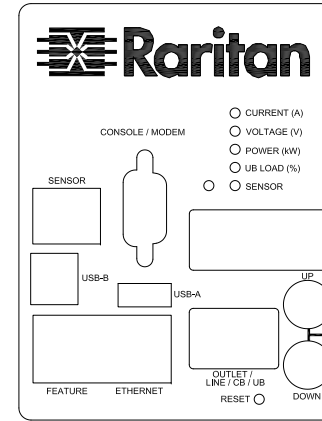 Raritan
CURRENT (A)
CONSOLE / MODEM
VOLTAGE (V)
POWER (kW)
UB LOAD (%)
SENSOR
SENSOR
USB-B
USB-A
UP
OUTLET /
LINE / CB / UB
FEATURE
ETHERNET
DOWN
RESET